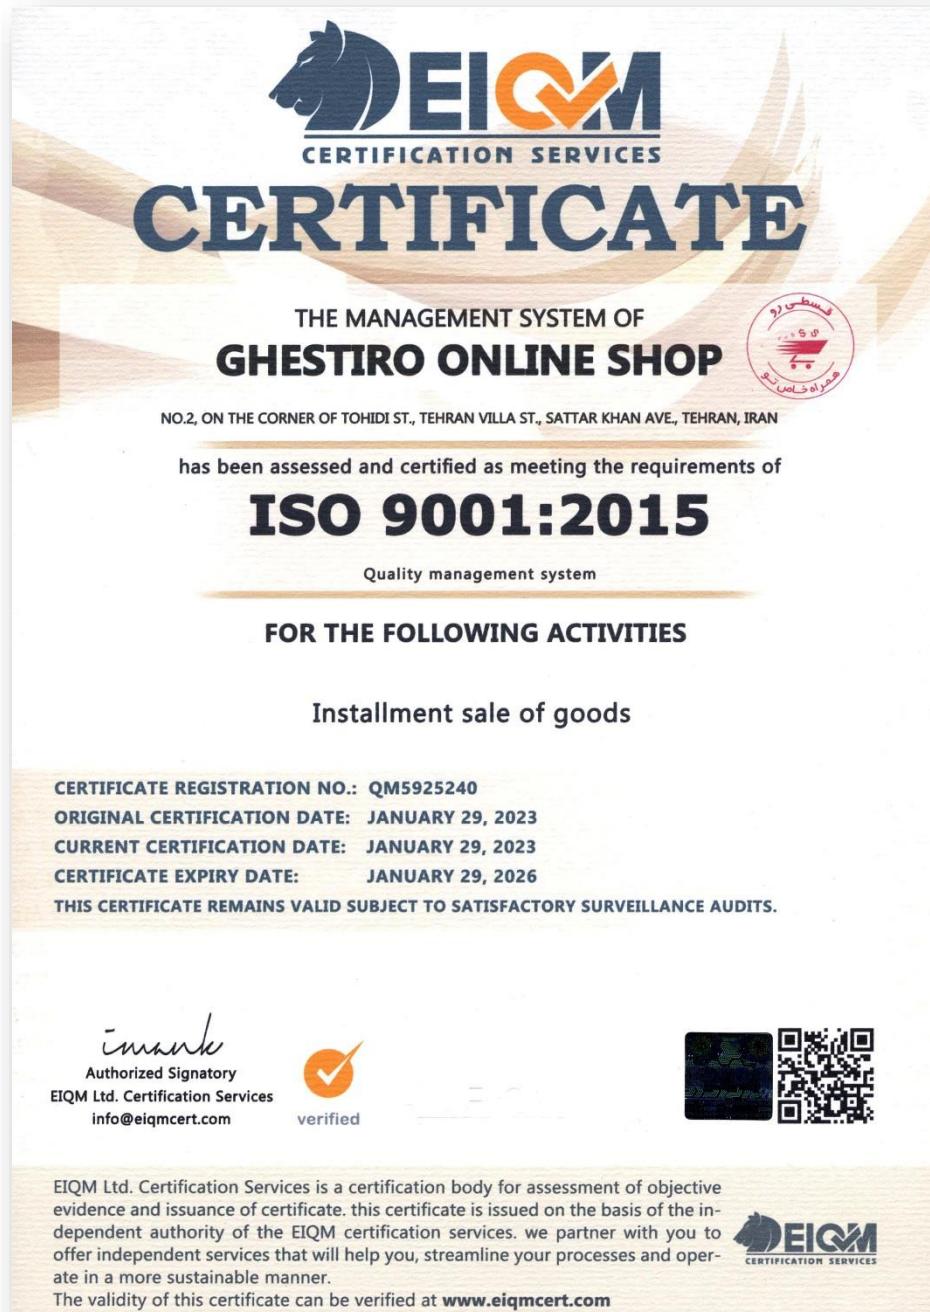 EIQM
CERTIFICATION SERVICES
CERTIFICATE
THE MANAGEMENT SYSTEM OF
GHESTIRO ONLINE SHOP
قسطی رو
همراه خاص تو
NO.2, ON THE CORNER OF TOHIDI ST., TEHRAN VILLA ST., SATTAR KHAN AVE., TEHRAN, IRAN
has been assessed and certified as meeting the requirements of
ISO 9001:2015
Quality management system
FOR THE FOLLOWING ACTIVITIES
Installment sale of goods
CERTIFICATE REGISTRATION NO.: QM5925240
ORIGINAL CERTIFICATION DATE: JANUARY 29, 2023
CURRENT CERTIFICATION DATE: JANUARY 29, 2023
CERTIFICATE EXPIRY DATE: JANUARY 29, 2026
THIS CERTIFICATE REMAINS VALID SUBJECT TO SATISFACTORY SURVEILLANCE AUDITS.
imank
Authorized Signatory
EIQM Ltd. Certification Services
info@eiqmcert.com
verified
EIQM Ltd. Certification Services is a certification body for assessment of objective
evidence and issuance of certificate. this certificate is issued on the basis of the in-
dependent authority of the EIQM certification services. we partner with you to
offer independent services that will help you, streamline your processes and oper-
ate in a more sustainable manner.
The validity of this certificate can be verified at www.eiqmcert.com
EIQM
CERTIFICATION SERVICES